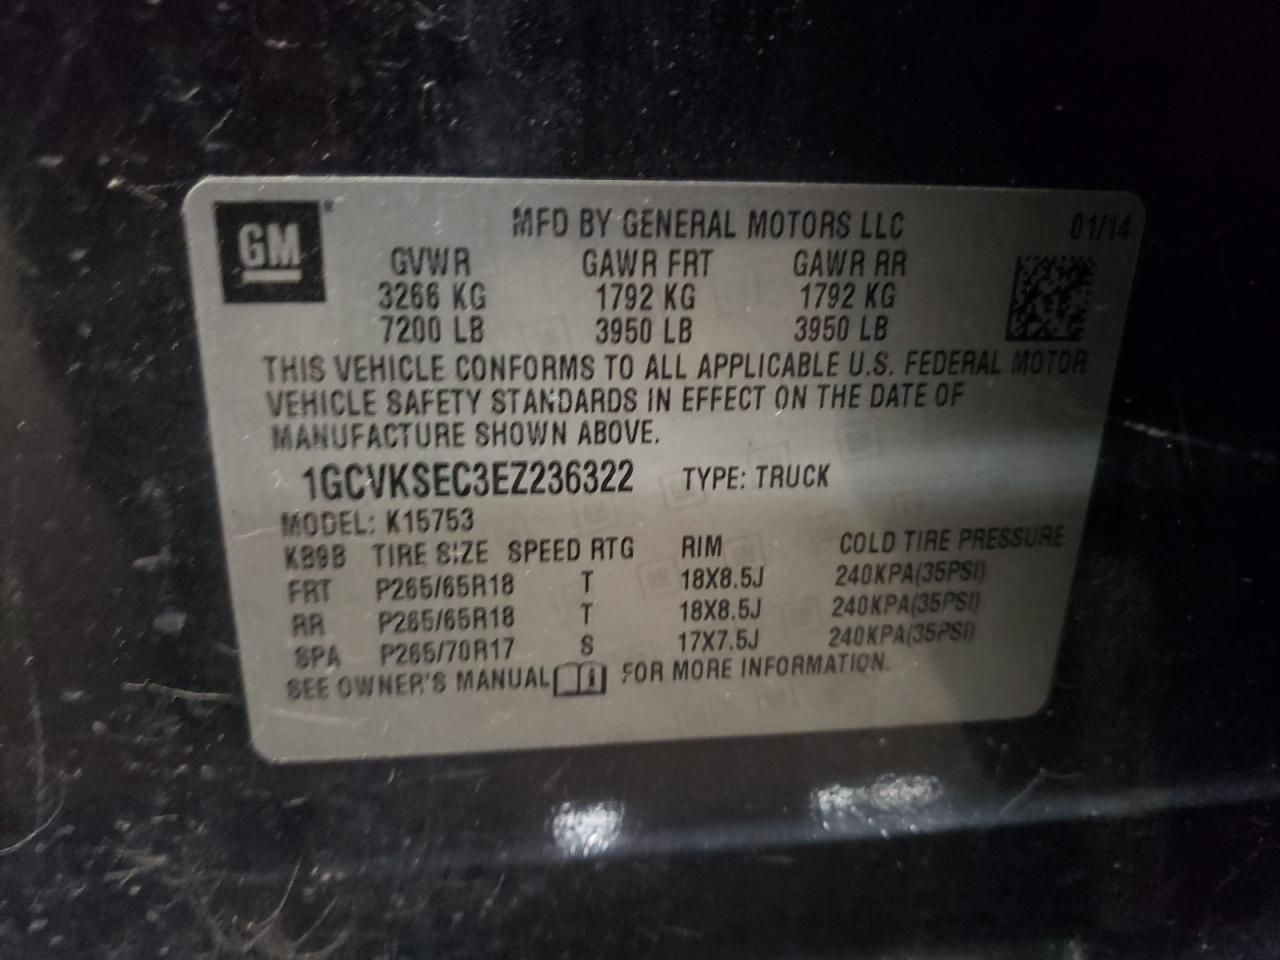 GM®
MFD BY GENERAL MOTORS LLC 01/14
GVWR GAWR FRT GAWR RR
3266 KG 1792 KG 1792 KG
7200 LB 3950 LB 3950 LB
THIS VEHICLE CONFORMS TO ALL APPLICABLE U.S. FEDERAL MOTOR
VEHICLE SAFETY STANDARDS IN EFFECT ON THE DATE OF
MANUFACTURE SHOWN ABOVE.
1GCVKSEC3EZ236322 TYPE: TRUCK
MODEL: K15753
KB9B TIRE SIZE SPEED RTG RIM COLD TIRE PRESSURE
FRT P265/65R18 T 18X8.5J 240KPA(35PSI)
RR P265/65R18 T 18X8.5J 240KPA(35PSI)
SPA P265/70R17 S 17X7.5J 240KPA(35PSI)
SEE OWNER'S MANUAL FOR MORE INFORMATION.